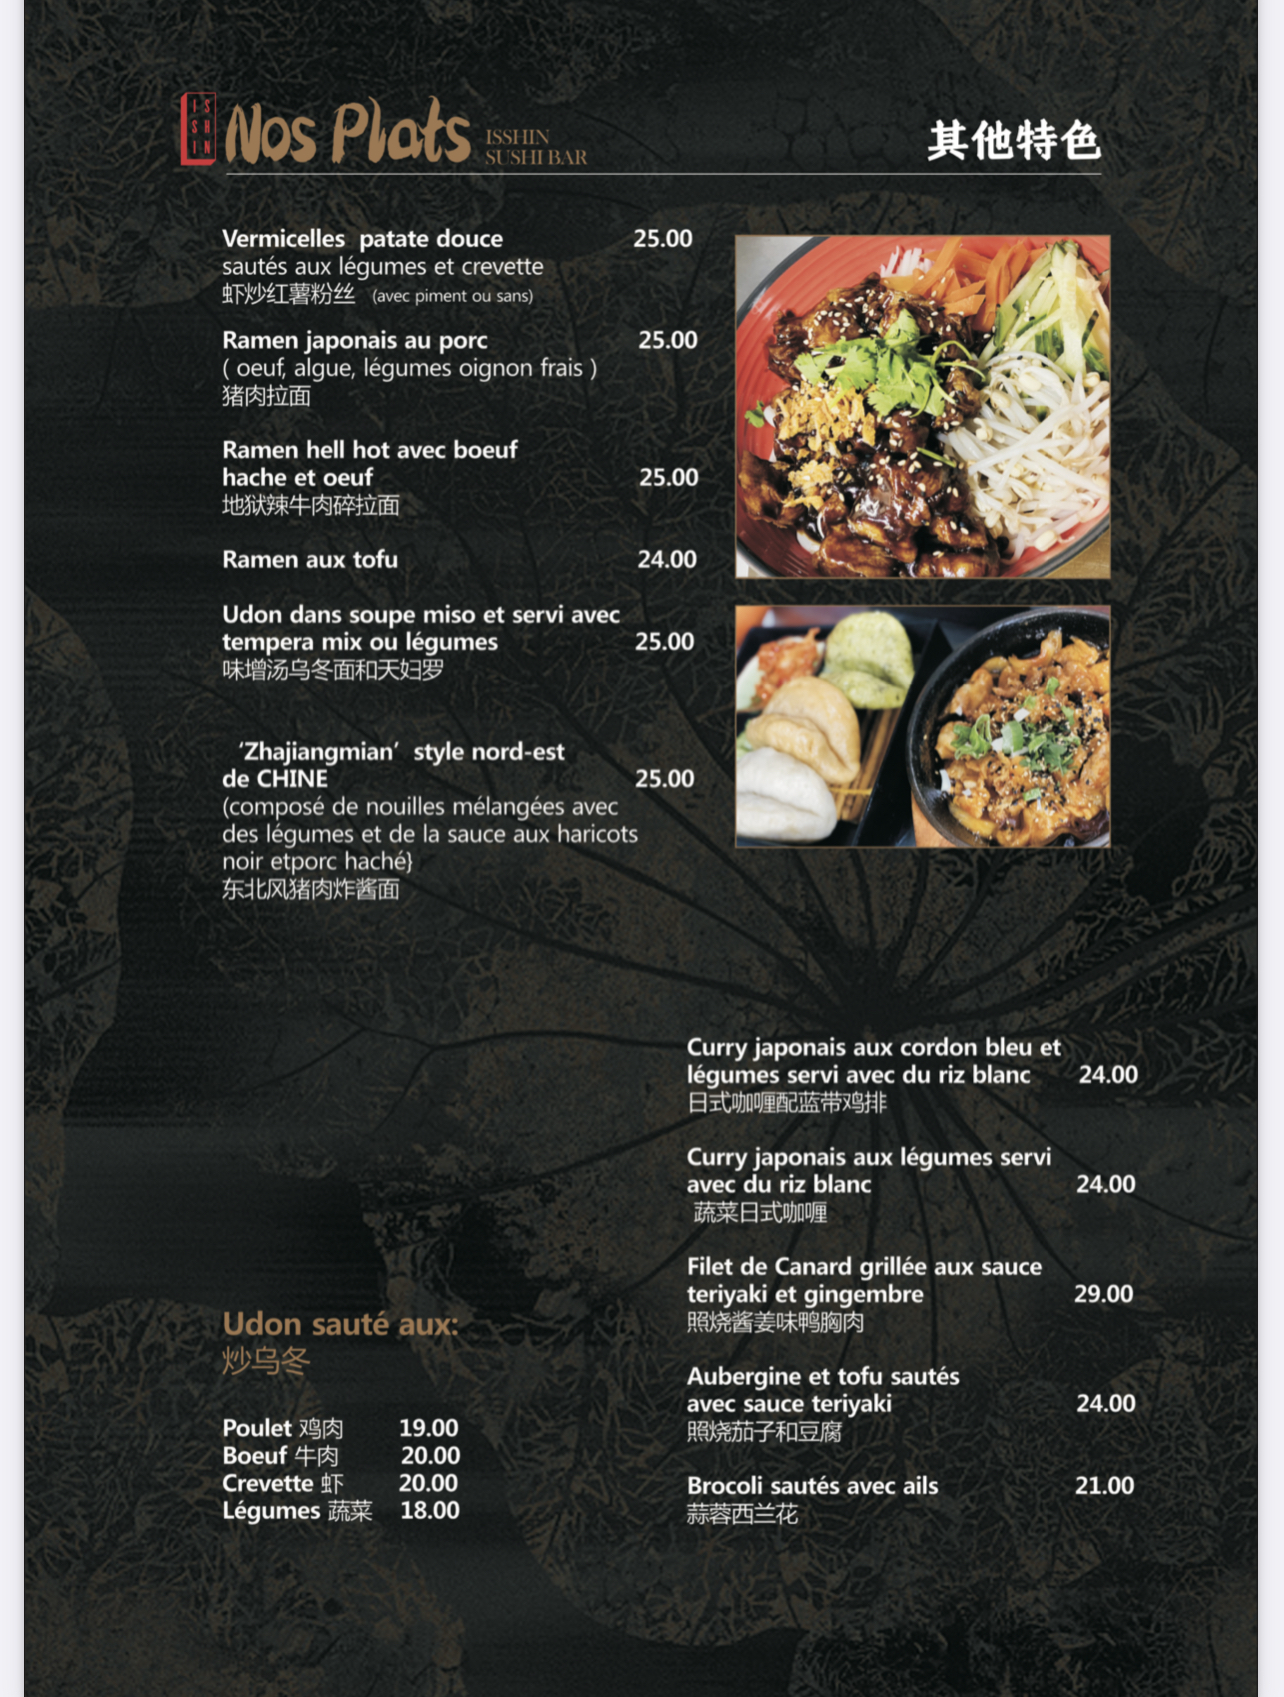 ISSHIN
Nos Plats
ISSHIN
SUSHI BAR
其他特色
Vermicelles patate douce 25.00
sautés aux légumes et crevette
虾炒红薯粉丝 (avec piment ou sans)
Ramen japonais au porc 25.00
( oeuf, algue, légumes oignon frais )
猪肉拉面
Ramen hell hot avec boeuf
hache et oeuf 25.00
地狱辣牛肉碎拉面
Ramen aux tofu 24.00
Udon dans soupe miso et servi avec
tempera mix ou légumes 25.00
味增汤乌冬面和天妇罗
‘Zhajiangmian’ style nord-est
de CHINE 25.00
(composé de nouilles mélangées avec
des légumes et de la sauce aux haricots
noir etporc haché}
东北风猪肉炸酱面
Curry japonais aux cordon bleu et
légumes servi avec du riz blanc 24.00
日式咖喱配蓝带鸡排
Curry japonais aux légumes servi
avec du riz blanc 24.00
蔬菜日式咖喱
Filet de Canard grillée aux sauce
teriyaki et gingembre 29.00
照烧酱姜味鸭胸肉
Aubergine et tofu sautés
avec sauce teriyaki 24.00
照烧茄子和豆腐
Brocoli sautés avec ails 21.00
蒜蓉西兰花
Udon sauté aux:
炒乌冬
Poulet 鸡肉 19.00
Boeuf 牛肉 20.00
Crevette 虾 20.00
Légumes 蔬菜 18.00